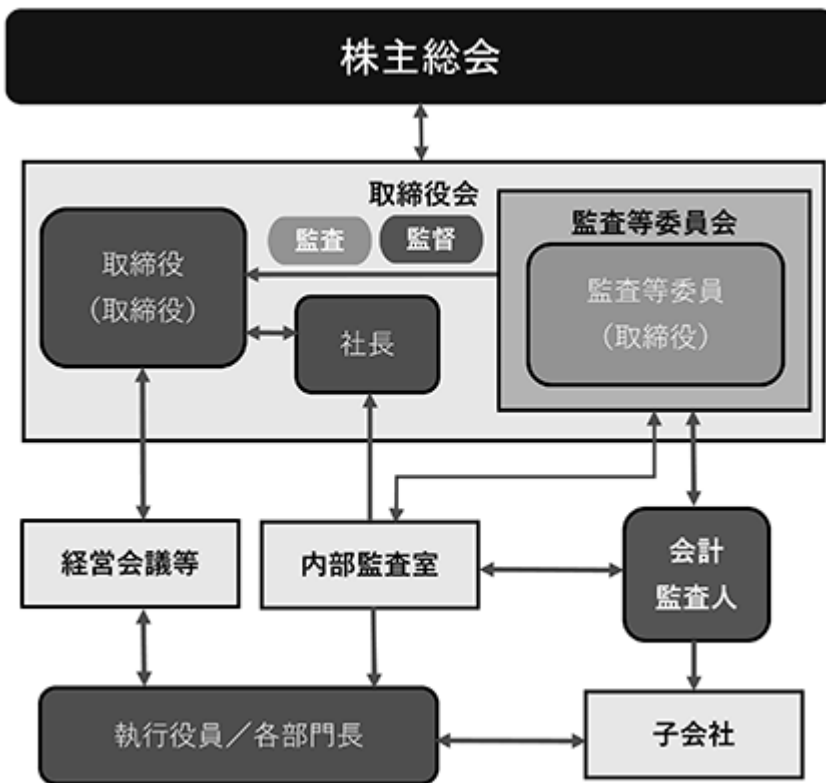 株主総会
取締役会
監査
監督
監査等委員会
取締役
（取締役）
監査等委員
（取締役）
社長
経営会議等
内部監査室
会計
監査人
執行役員／各部門長
子会社